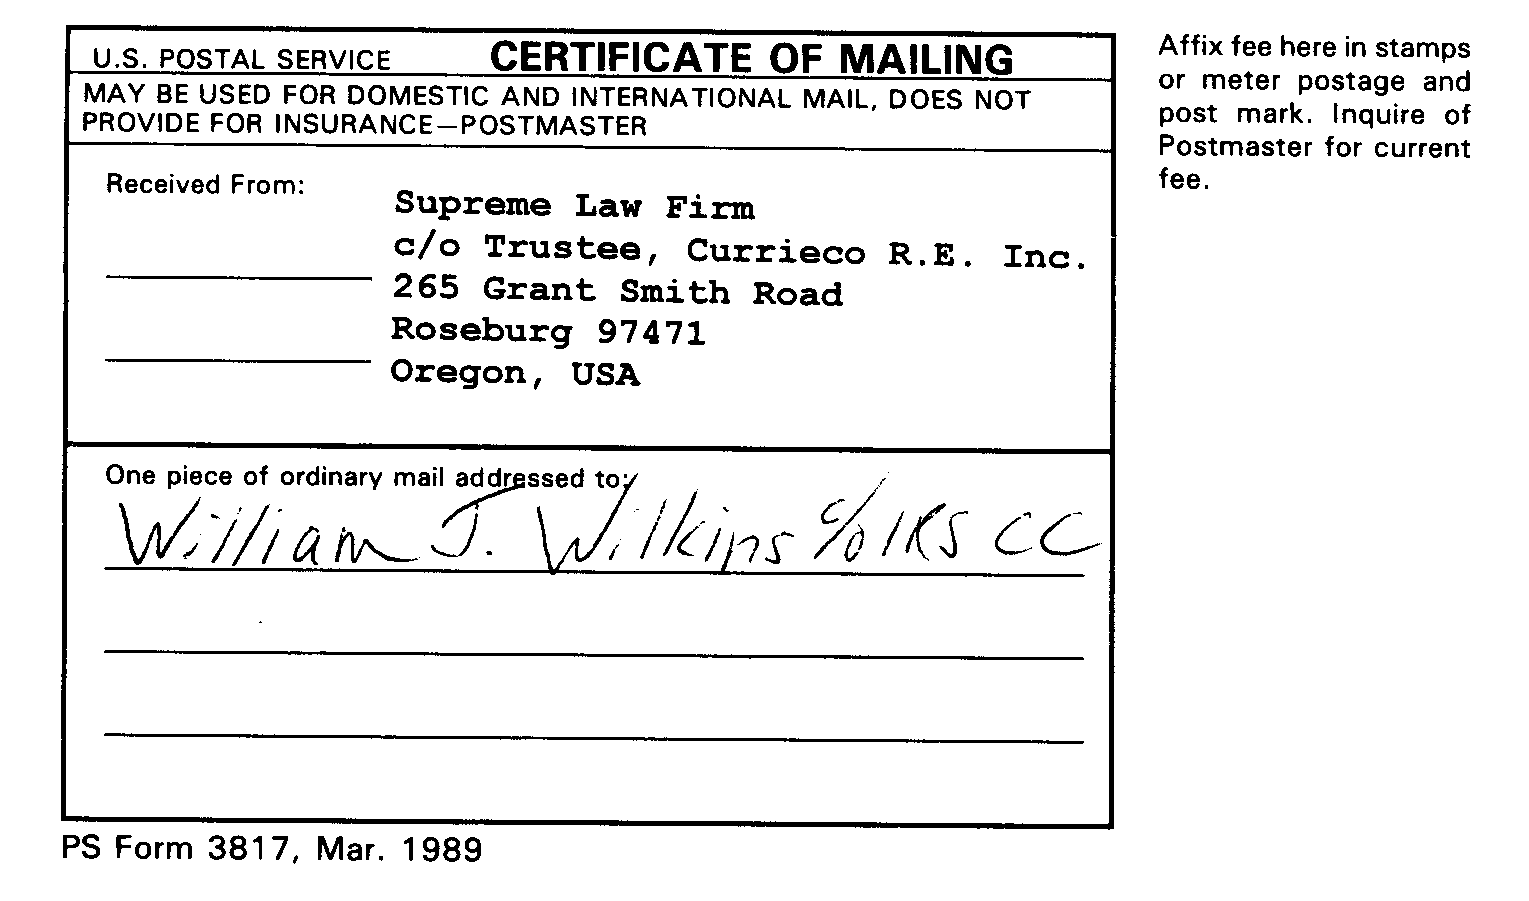 U.S. POSTAL SERVICE CERTIFICATE OF MAILING
MAY BE USED FOR DOMESTIC AND INTERNATIONAL MAIL, DOES NOT
PROVIDE FOR INSURANCE—POSTMASTER
Received From:
Supreme Law Firm
c/o Trustee, Currieco R.E. Inc.
265 Grant Smith Road
Roseburg 97471
Oregon, USA
One piece of ordinary mail addressed to:
William J. Wilkins c/o IRS CC
PS Form 3817, Mar. 1989
Affix fee here in stamps
or meter postage and
post mark. Inquire of
Postmaster for current
fee.